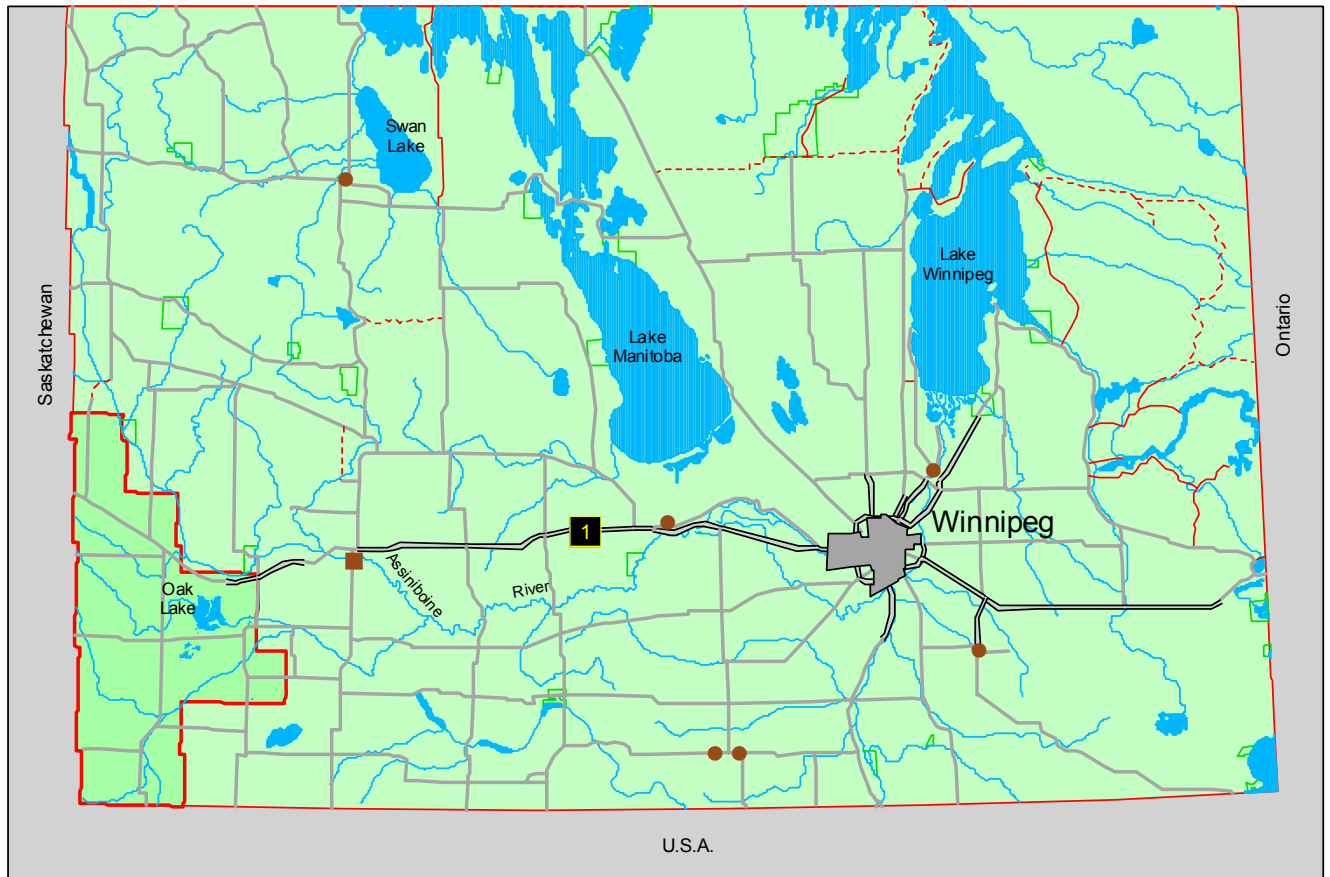 Swan
Lake
Lake
Winnipeg
Saskatchewan
Ontario
Lake
Manitoba
1
Winnipeg
Oak
Lake
Assiniboine
River
U.S.A.